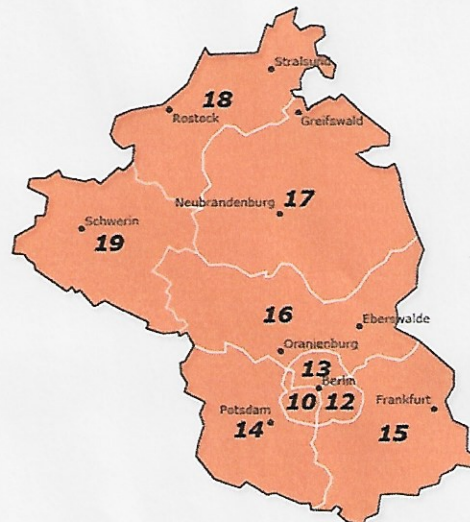 Stralsund
18
Rostock
Greifswald
Neubrandenburg
17
Schwerin
19
16
Eberswalde
Oranienburg
13
Berlin
10
12
Potsdam
14
Frankfurt
15